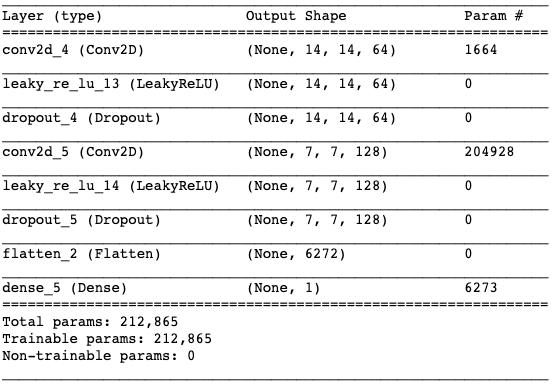 Layer (type) Output Shape Param #
=================================================================
conv2d_4 (Conv2D) (None, 14, 14, 64) 1664
leaky_re_lu_13 (LeakyReLU) (None, 14, 14, 64) 0
dropout_4 (Dropout) (None, 14, 14, 64) 0
conv2d_5 (Conv2D) (None, 7, 7, 128) 204928
leaky_re_lu_14 (LeakyReLU) (None, 7, 7, 128) 0
dropout_5 (Dropout) (None, 7, 7, 128) 0
flatten_2 (Flatten) (None, 6272) 0
dense_5 (Dense) (None, 1) 6273
=================================================================
Total params: 212,865
Trainable params: 212,865
Non-trainable params: 0